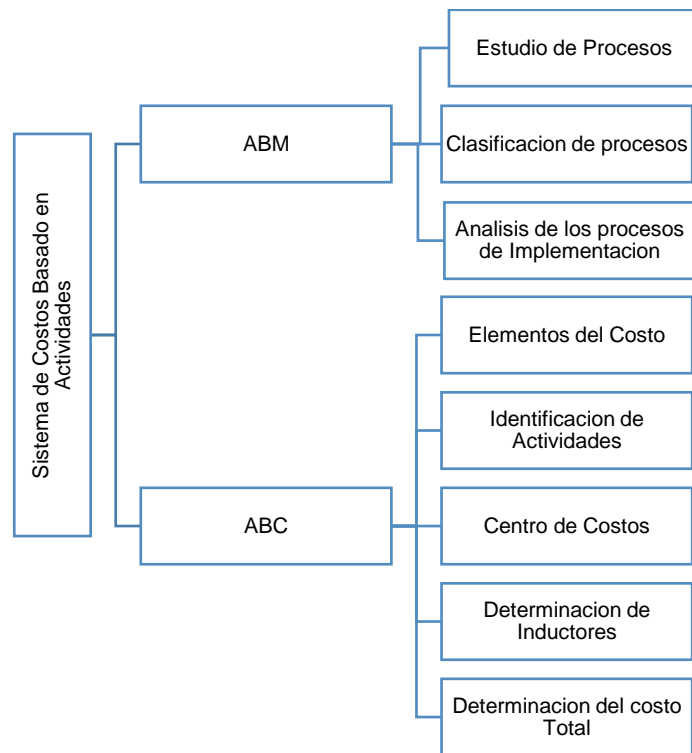 Sistema de Costos Basado en
Actividades
ABM
Estudio de Procesos
Clasificacion de procesos
Analisis de los procesos
de Implementacion
ABC
Elementos del Costo
Identificacion de
Actividades
Centro de Costos
Determinacion de
Inductores
Determinacion del costo
Total